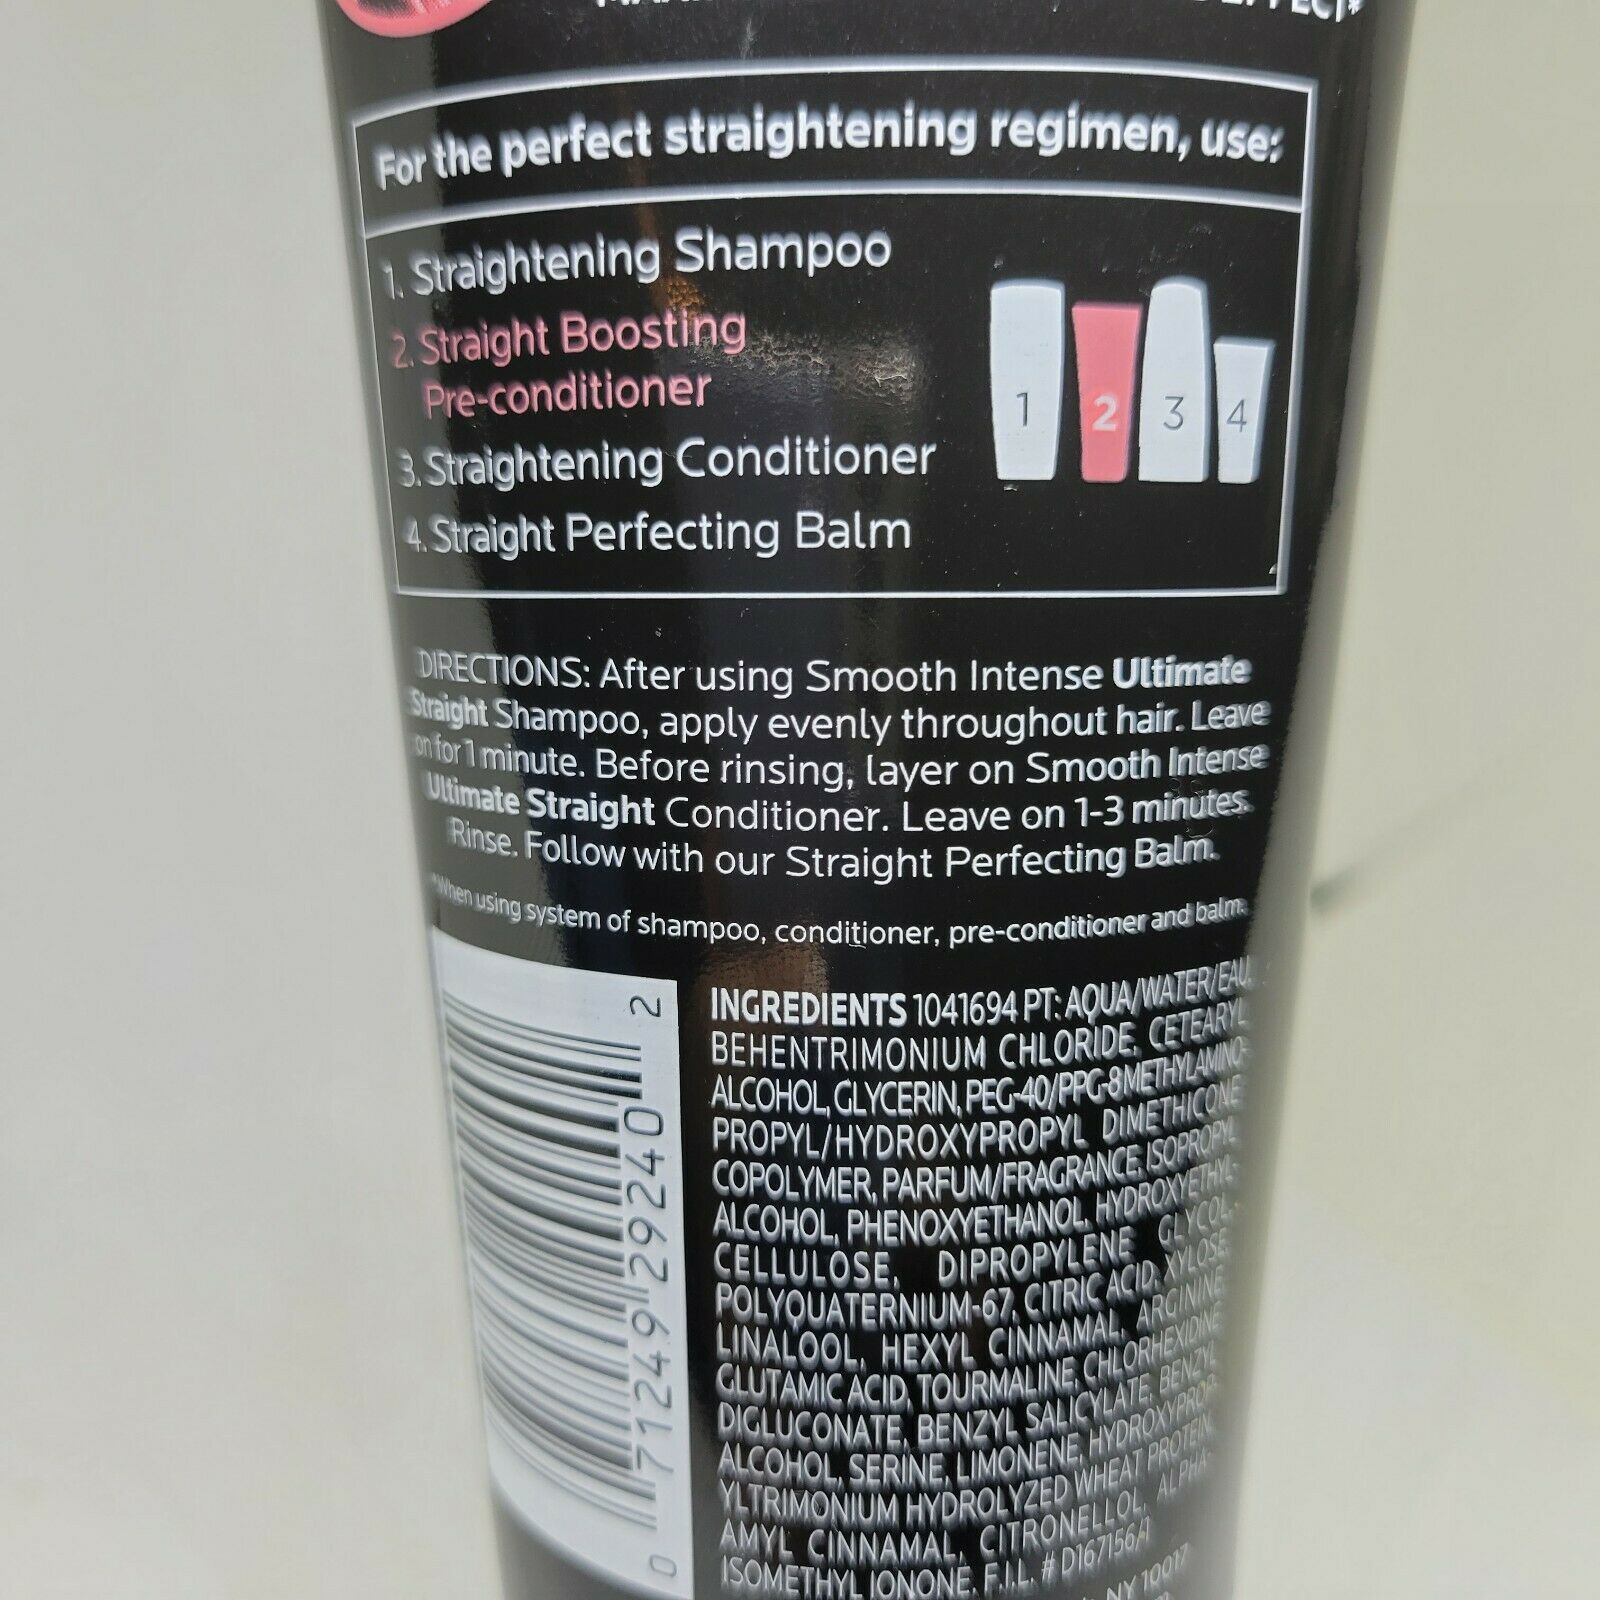 EFFECT*
For the perfect straightening regimen, use:
1. Straightening Shampoo
2. Straight Boosting
Pre-conditioner
3. Straightening Conditioner
4. Straight Perfecting Balm
1 2 3 4
DIRECTIONS: After using Smooth Intense Ultimate
Straight Shampoo, apply evenly throughout hair. Leave
on for 1 minute. Before rinsing, layer on Smooth Intense
Ultimate Straight Conditioner. Leave on 1-3 minutes.
Rinse. Follow with our Straight Perfecting Balm.
*When using system of shampoo, conditioner, pre-conditioner and balm.
INGREDIENTS 1041694 PT: AQUA/WATER/EAU,
BEHENTRIMONIUM CHLORIDE, CETEARYL
ALCOHOL, GLYCERIN, PEG-40/PPG-8 METHYLAMINO-
PROPYL/HYDROXYPROPYL DIMETHICONE
COPOLYMER, PARFUM/FRAGRANCE, ISOPROPYL
ALCOHOL, PHENOXYETHANOL, HYDROXYETHYL-
CELLULOSE, DIPROPYLENE GLYCOL,
POLYQUATERNIUM-67, CITRIC ACID, XYLOSE,
LINALOOL, HEXYL CINNAMAL, ARGININE,
GLUTAMIC ACID, TOURMALINE, CHLORHEXIDINE
DIGLUCONATE, BENZYL SALICYLATE, BENZYL
ALCOHOL, SERINE, LIMONENE, HYDROXYPROP-
YLTRIMONIUM HYDROLYZED WHEAT PROTEIN,
AMYL CINNAMAL, CITRONELLOL, ALPHA-
ISOMETHYL IONONE. F.I.L. # D167156/1
NY 10017
0 71249 29240 2